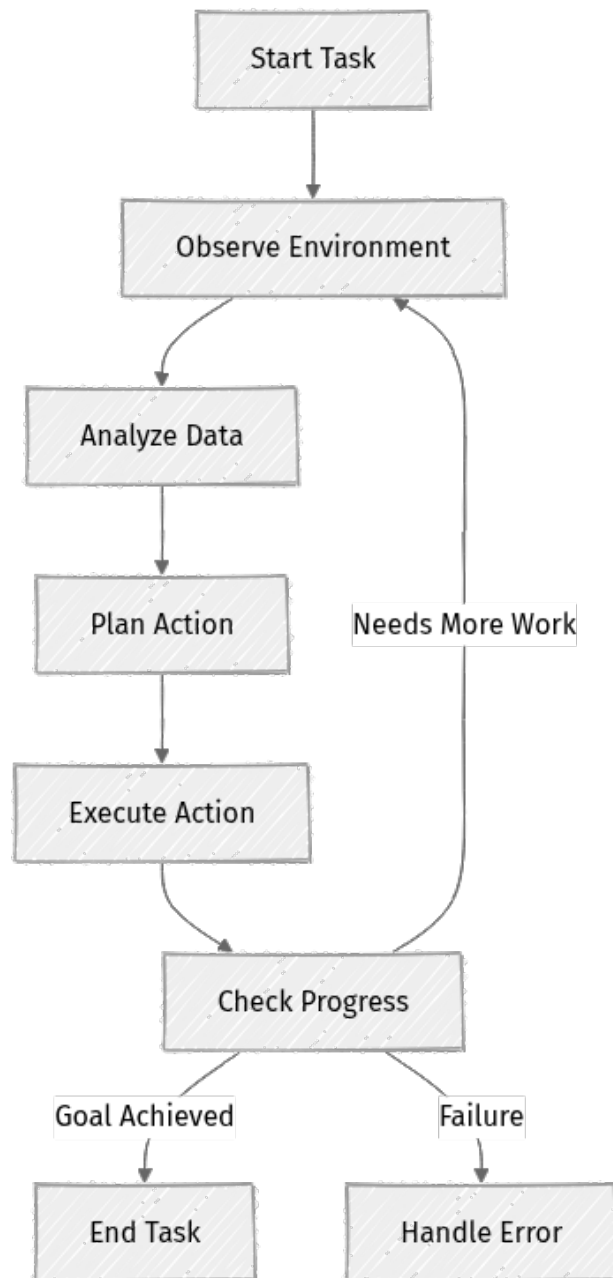 Start Task
Observe Environment
Analyze Data
Plan Action
Needs More Work
Execute Action
Check Progress
Goal Achieved
Failure
End Task
Handle Error